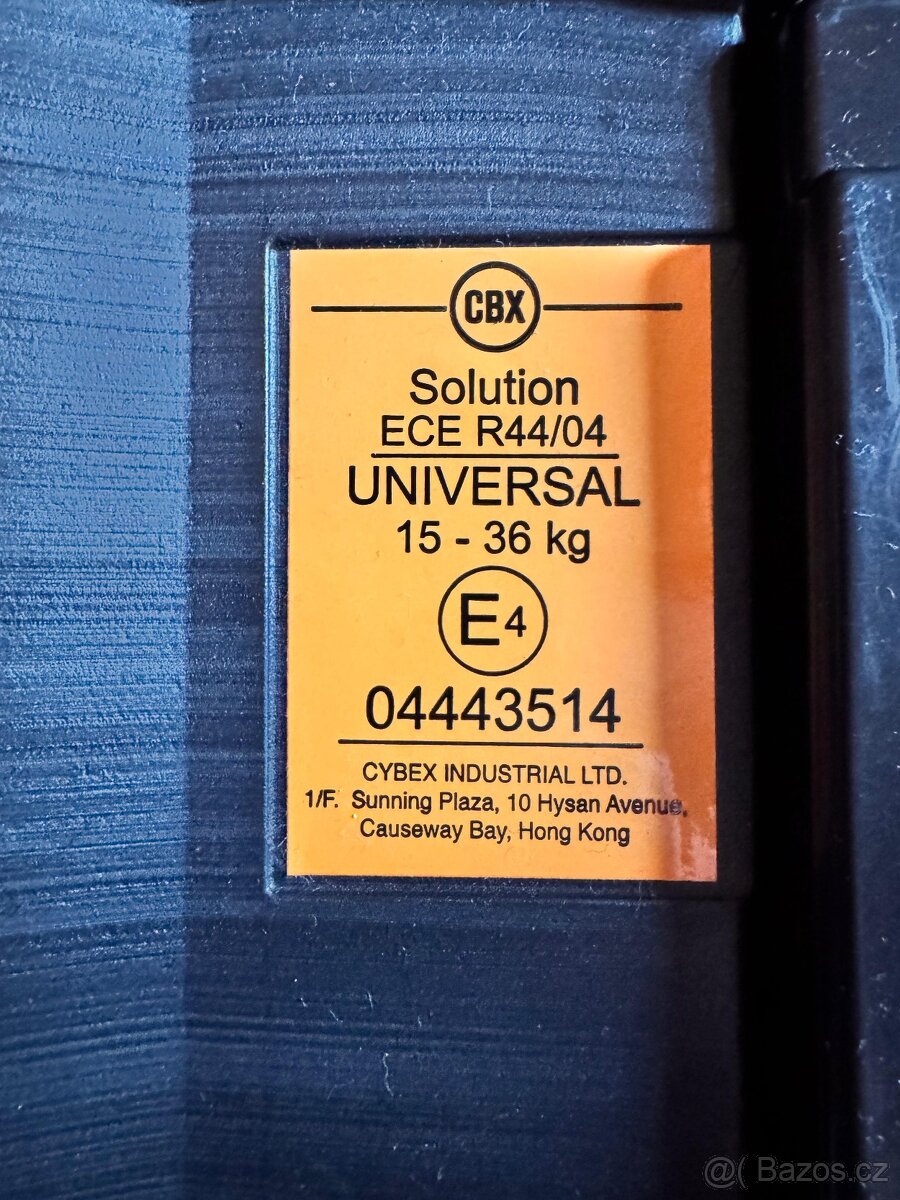 CBX
Solution
ECE R44/04
UNIVERSAL
15 - 36 kg
E4
04443514
CYBEX INDUSTRIAL LTD.
1/F. Sunning Plaza, 10 Hysan Avenue,
Causeway Bay, Hong Kong
@( Bazos.cz